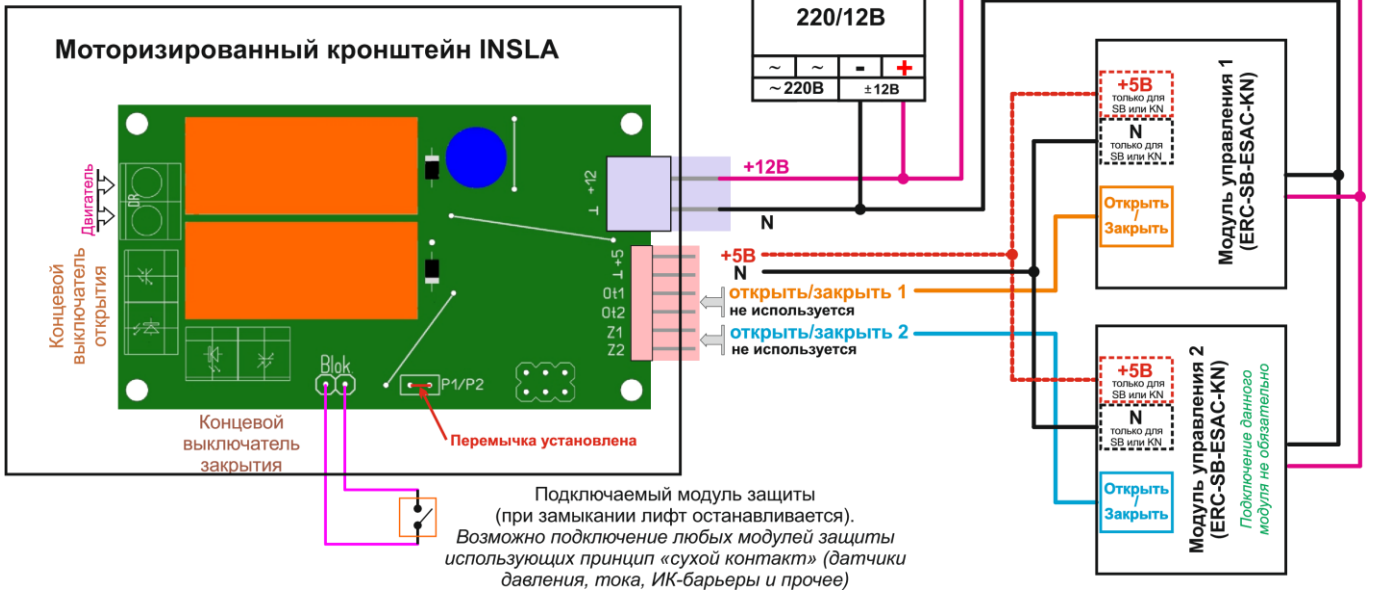 220/12В
~ ~ - +
~220В ±12В
Моторизированный кронштейн INSLA
Двигатель
DR
Концевой
выключатель
открытия
+12
⊥
+5
⊥
Ot1
Ot2
Z1
Z2
Blok
P1/P2
Концевой
выключатель
закрытия
Перемычка установлена
+12В
N
+5В
N
открыть/закрыть 1
не используется
открыть/закрыть 2
не используется
+5В
только для
SB или KN
N
только для
SB или KN
Открыть
/
Закрыть
Модуль управления 1
(ERC-SB-ESAC-KN)
+5В
только для
SB или KN
N
только для
SB или KN
Открыть
/
Закрыть
Модуль управления 2
(ERC-SB-ESAC-KN)
Подключение данного
модуля не обязательно
Подключаемый модуль защиты
(при замыкании лифт останавливается).
Возможно подключение любых модулей защиты
использующих принцип «сухой контакт» (датчики
давления, тока, ИК-барьеры и прочее)